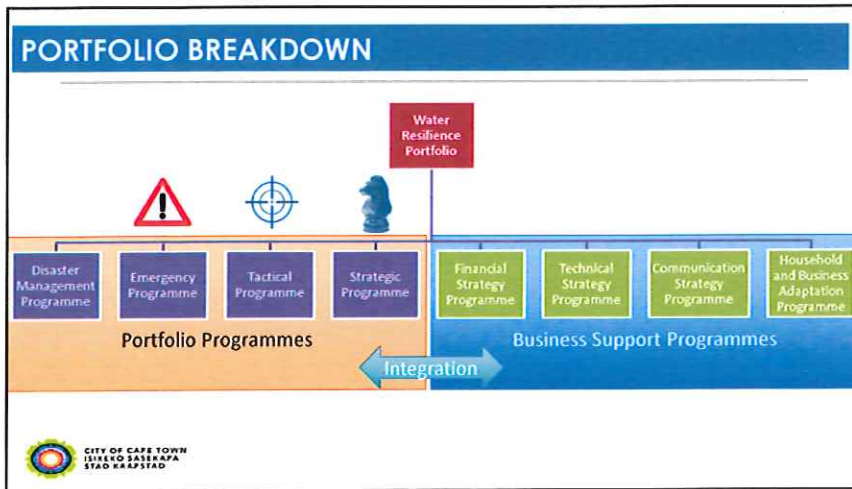 PORTFOLIO BREAKDOWN
Water
Resilience
Portfolio
Disaster
Management
Programme
Emergency
Programme
Tactical
Programme
Strategic
Programme
Financial
Strategy
Programme
Technical
Strategy
Programme
Communication
Strategy
Programme
Household
and Business
Adaptation
Programme
Portfolio Programmes
Business Support Programmes
Integration
CITY OF CAPE TOWN
ISIXEKO SASEKAPA
STAD KAAPSTAD